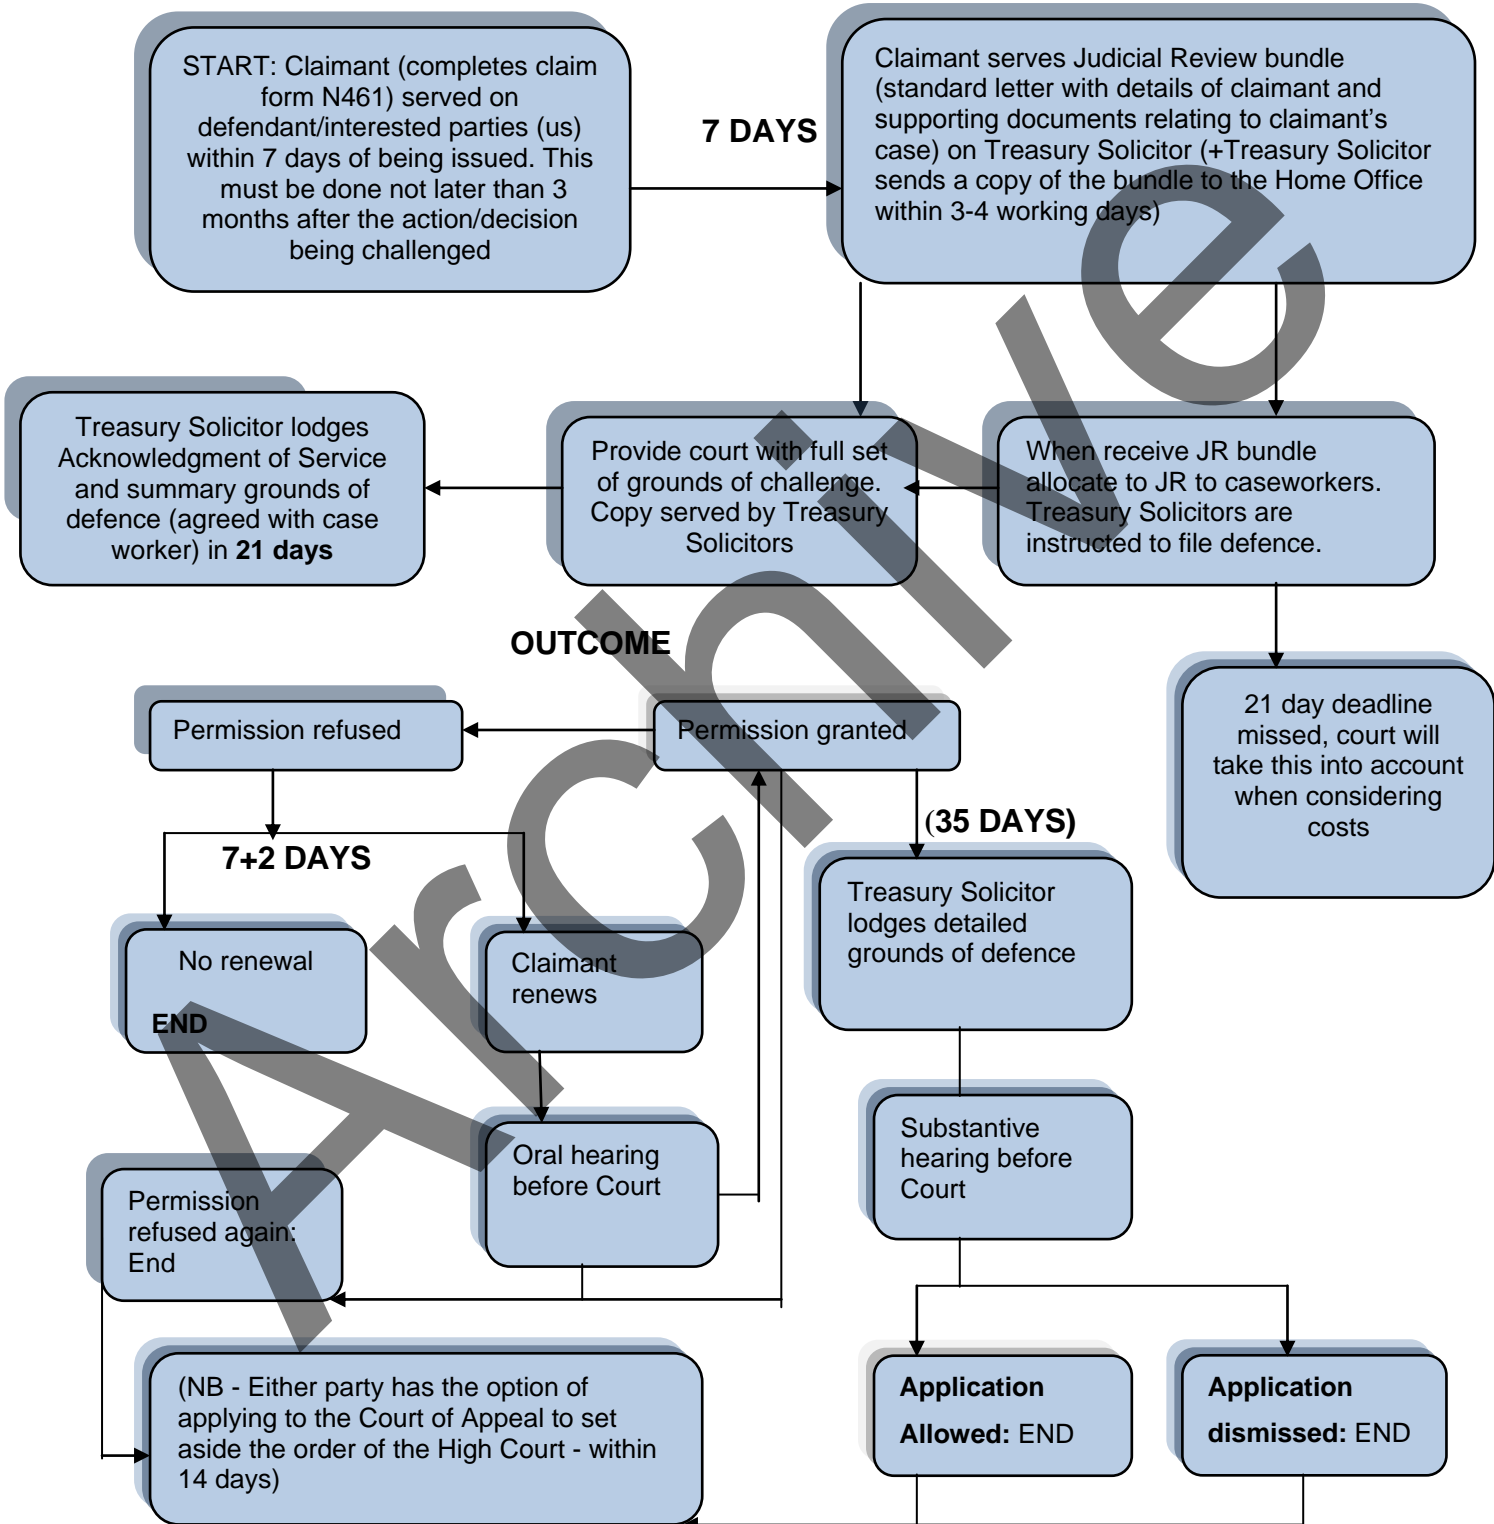 START: Claimant (completes claim
form N461) served on
defendant/interested parties (us)
within 7 days of being issued. This
must be done not later than 3
months after the action/decision
being challenged
7 DAYS
Claimant serves Judicial Review bundle
(standard letter with details of claimant and
supporting documents relating to claimant’s
case) on Treasury Solicitor (+Treasury Solicitor
sends a copy of the bundle to the Home Office
within 3-4 working days)
Treasury Solicitor lodges
Acknowledgment of Service
and summary grounds of
defence (agreed with case
worker) in 21 days
Provide court with full set
of grounds of challenge.
Copy served by Treasury
Solicitors
When receive JR bundle
allocate to JR to caseworkers.
Treasury Solicitors are
instructed to file defence.
OUTCOME
21 day deadline
missed, court will
take this into account
when considering
costs
Permission refused
Permission granted
7+2 DAYS
(35 DAYS)
Treasury Solicitor
lodges detailed
grounds of defence
No renewal
END
Claimant
renews
Oral hearing
before Court
Substantive
hearing before
Court
Permission
refused again:
End
(NB - Either party has the option of
applying to the Court of Appeal to set
aside the order of the High Court - within
14 days)
Application
Allowed: END
Application
dismissed: END
Archive